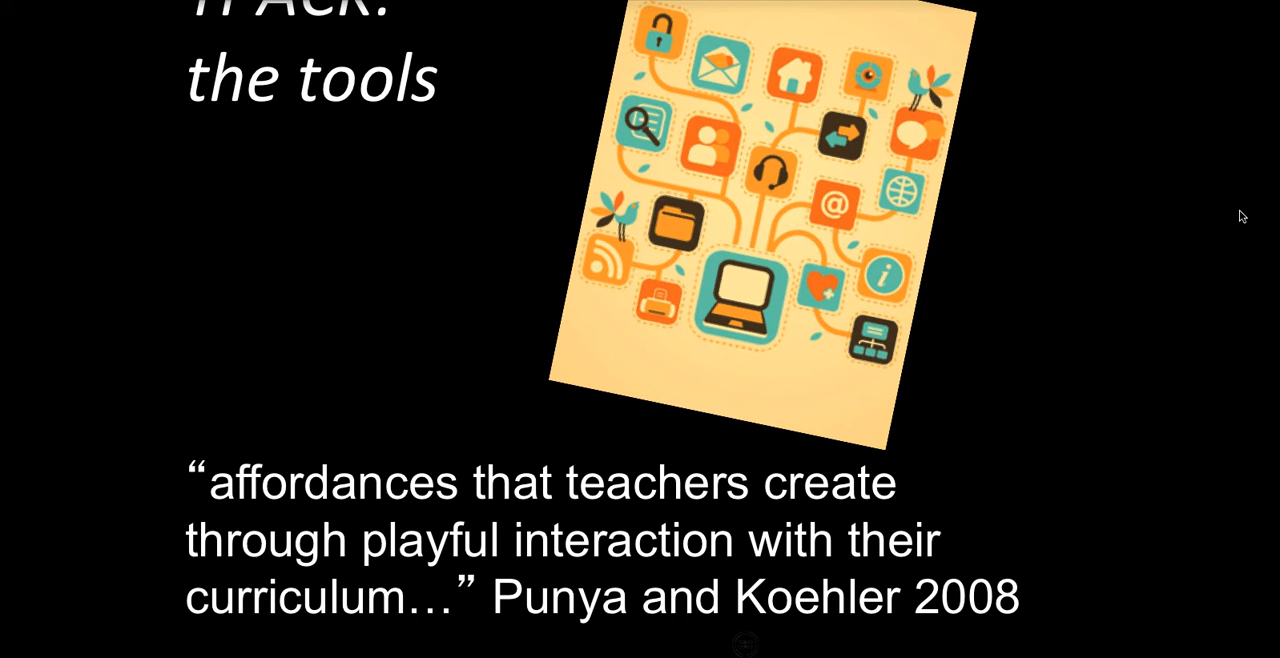 the tools
@
i
“affordances that teachers create
through playful interaction with their
curriculum…” Punya and Koehler 2008